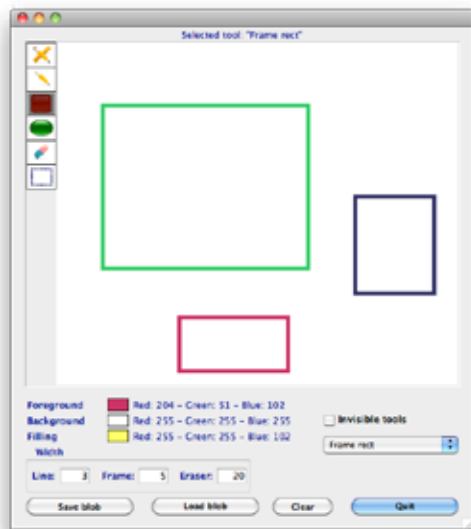 Selected tool: "Frame rect"
Foreground Red: 204 - Green: 51 - Blue: 102
Background Red: 255 - Green: 255 - Blue: 255
Filling Red: 255 - Green: 255 - Blue: 102
Invisible tools
Width
Frame rect
Line: 3 Frame: 5 Eraser: 20
Save blob Load blob Clear Quit